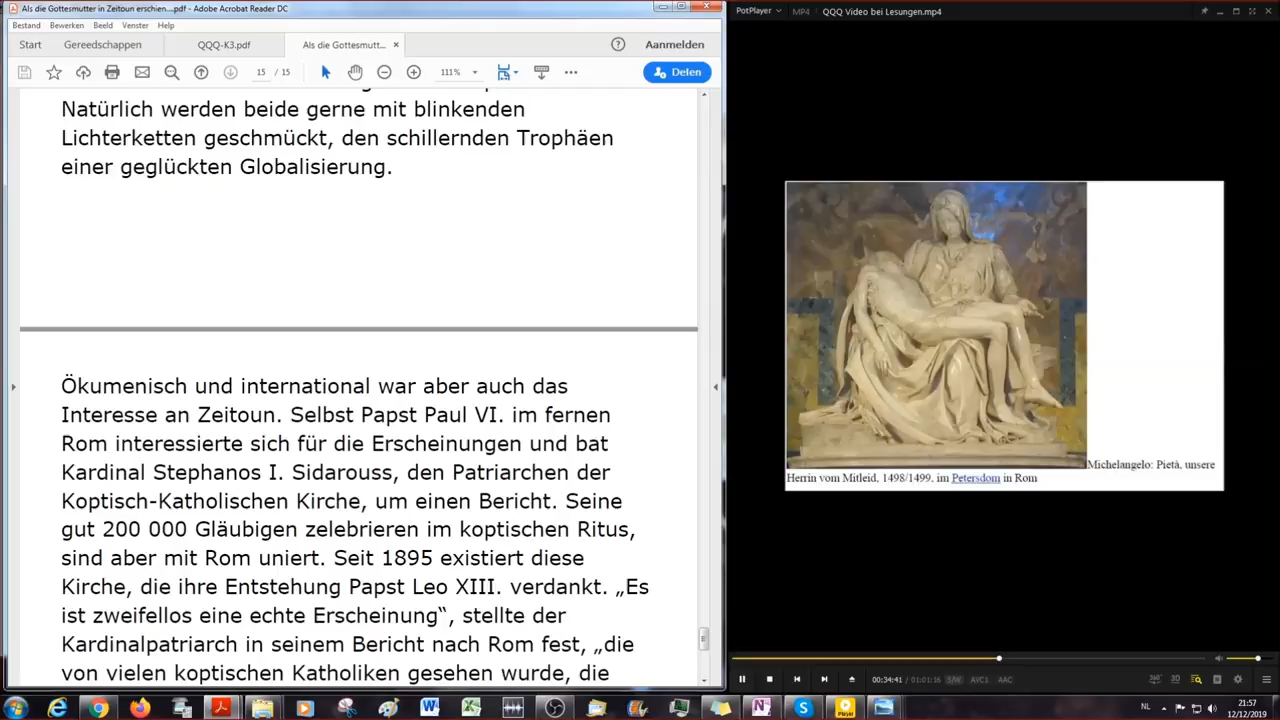 Als die Gottesmutter in Zeitoun erschien....pdf - Adobe Acrobat Reader DC
Bestand Bewerken Beeld Venster Help
Start Gereedschappen QQQ-K3.pdf Als die Gottesmutt... × Aanmelden
15 / 15 111% Delen
Natürlich werden beide gerne mit blinkenden
Lichterketten geschmückt, den schillernden Trophäen
einer geglückten Globalisierung.
Ökumenisch und international war aber auch das
Interesse an Zeitoun. Selbst Papst Paul VI. im fernen
Rom interessierte sich für die Erscheinungen und bat
Kardinal Stephanos I. Sidarouss, den Patriarchen der
Koptisch-Katholischen Kirche, um einen Bericht. Seine
gut 200 000 Gläubigen zelebrieren im koptischen Ritus,
sind aber mit Rom uniert. Seit 1895 existiert diese
Kirche, die ihre Entstehung Papst Leo XIII. verdankt. „Es
ist zweifellos eine echte Erscheinung“, stellte der
Kardinalpatriarch in seinem Bericht nach Rom fest, „die
von vielen koptischen Katholiken gesehen wurde, die
PotPlayer MP4 QQQ Video bei Lesungen.mp4
Michelangelo: Pietà, unsere
Herrin vom Mitleid, 1498/1499, im Petersdom in Rom
00:34:41 / 01:01:16 S/W AVC1 AAC
360° 3D
NL 21:57
12/12/2019